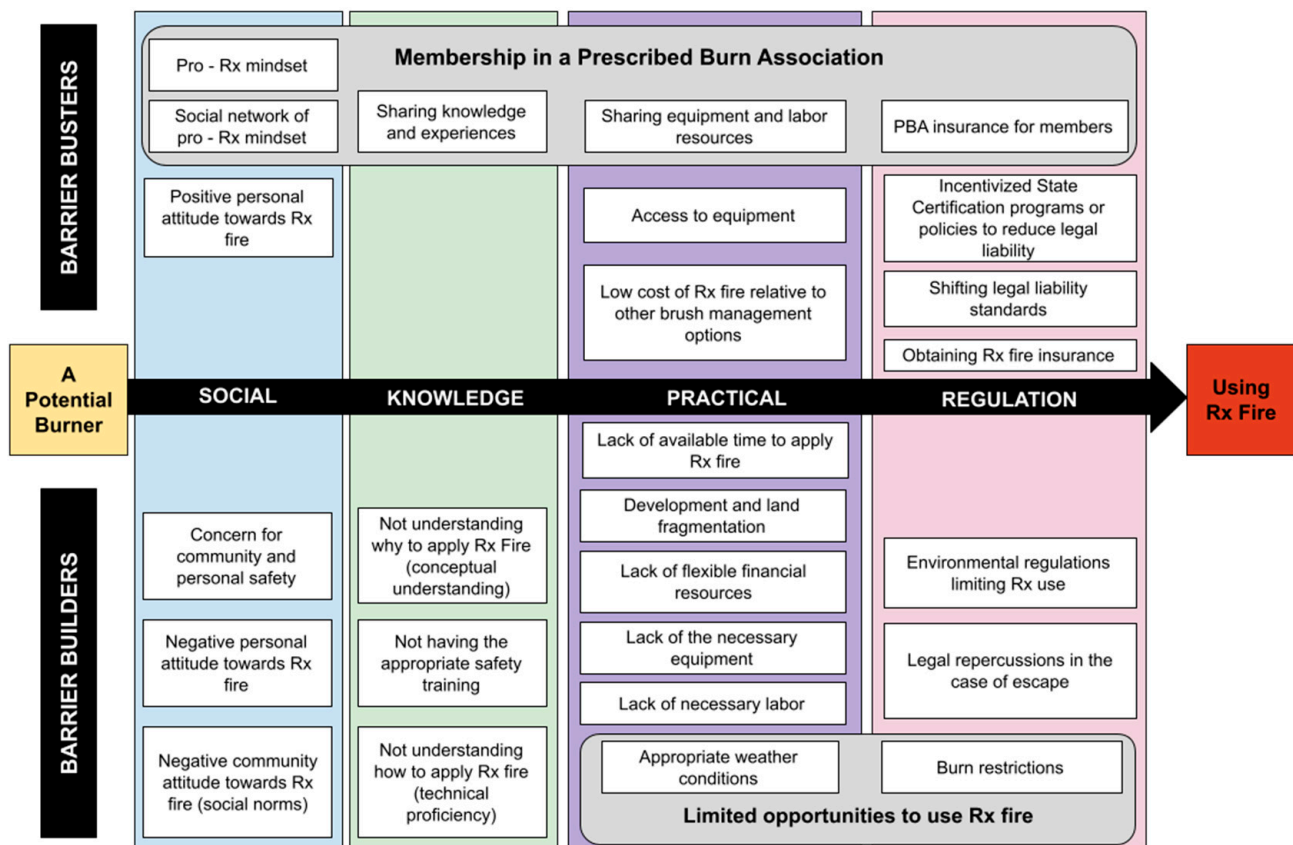 BARRIER BUSTERS
Membership in a Prescribed Burn Association
Pro - Rx mindset
Social network of
pro - Rx mindset
Sharing knowledge
and experiences
Sharing equipment and labor
resources
PBA insurance for members
Positive personal
attitude towards Rx
fire
Access to equipment
Low cost of Rx fire relative to
other brush management
options
Incentivized State
Certification programs or
policies to reduce legal
liability
Shifting legal liability
standards
Obtaining Rx fire insurance
A
Potential
Burner
SOCIAL
KNOWLEDGE
PRACTICAL
REGULATION
Using
Rx Fire
BARRIER BUILDERS
Concern for
community and
personal safety
Negative personal
attitude towards Rx
fire
Negative community
attitude towards Rx
fire (social norms)
Not understanding
why to apply Rx Fire
(conceptual
understanding)
Not having the
appropriate safety
training
Not understanding
how to apply Rx fire
(technical
proficiency)
Lack of available time to apply
Rx fire
Development and land
fragmentation
Lack of flexible financial
resources
Lack of the necessary
equipment
Lack of necessary labor
Environmental regulations
limiting Rx use
Legal repercussions in the
case of escape
Appropriate weather
conditions
Burn restrictions
Limited opportunities to use Rx fire